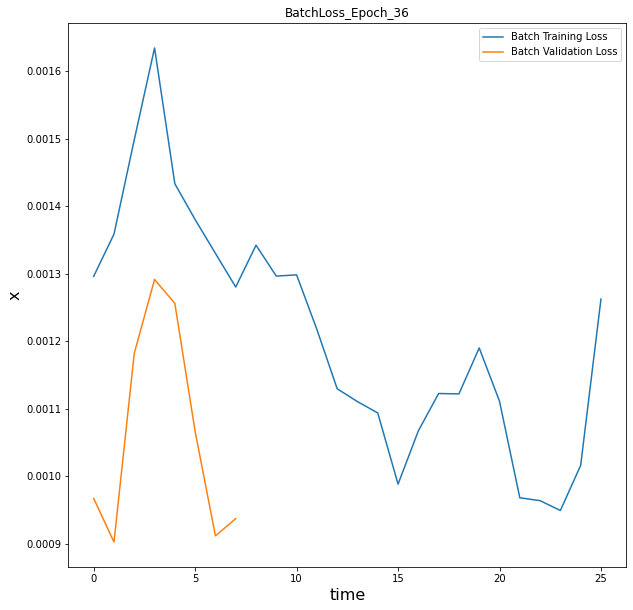 BatchLoss_Epoch_36
Batch Training Loss
Batch Validation Loss
0.0016
0.0015
0.0014
0.0013
0.0012
0.0011
0.0010
0.0009
x
0
5
10
15
20
25
time